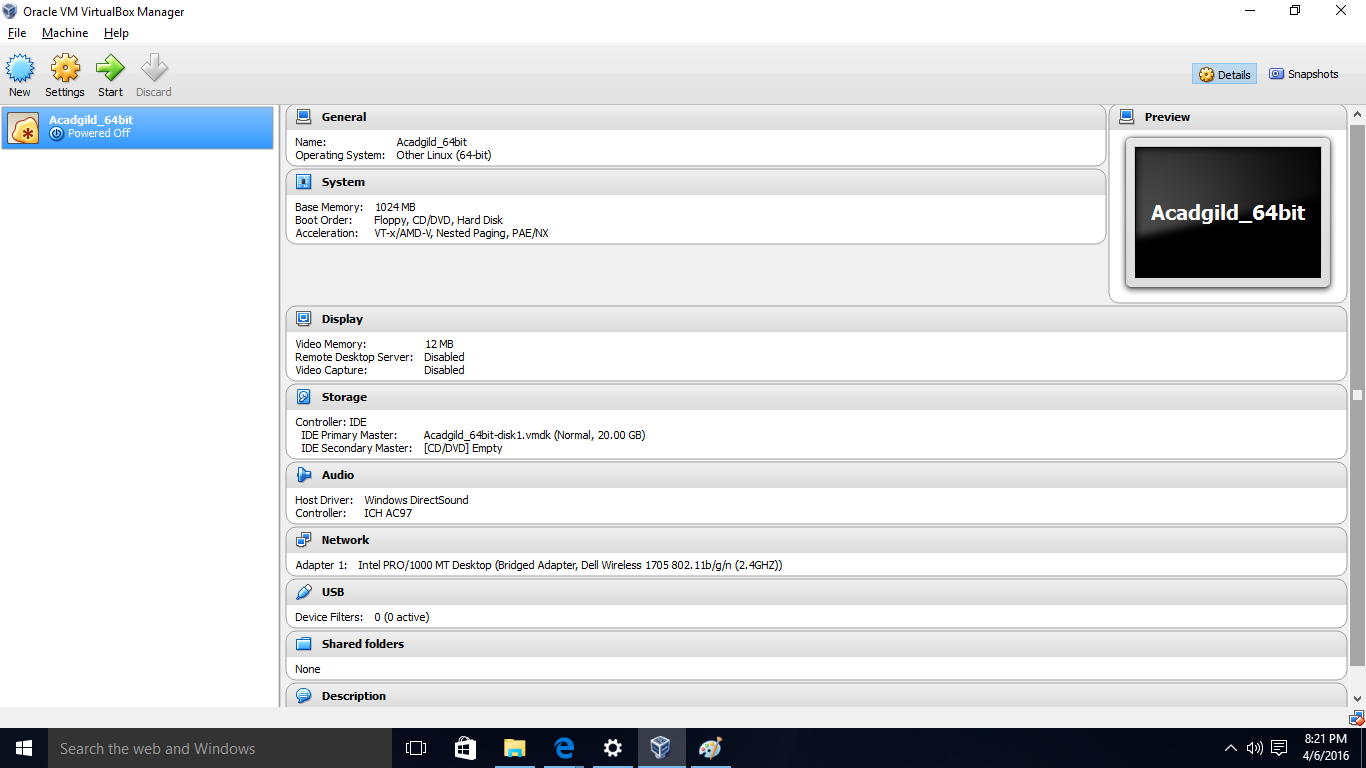 Oracle VM VirtualBox Manager
File Machine Help
New Settings Start Discard
Details Snapshots
Acadgild_64bit
Powered Off
General
Name: Acadgild_64bit
Operating System: Other Linux (64-bit)
System
Base Memory: 1024 MB
Boot Order: Floppy, CD/DVD, Hard Disk
Acceleration: VT-x/AMD-V, Nested Paging, PAE/NX
Preview
Acadgild_64bit
Display
Video Memory: 12 MB
Remote Desktop Server: Disabled
Video Capture: Disabled
Storage
Controller: IDE
IDE Primary Master: Acadgild_64bit-disk1.vmdk (Normal, 20.00 GB)
IDE Secondary Master: [CD/DVD] Empty
Audio
Host Driver: Windows DirectSound
Controller: ICH AC97
Network
Adapter 1: Intel PRO/1000 MT Desktop (Bridged Adapter, Dell Wireless 1705 802.11b/g/n (2.4GHZ))
USB
Device Filters: 0 (0 active)
Shared folders
None
Description
Search the web and Windows
8:21 PM
4/6/2016